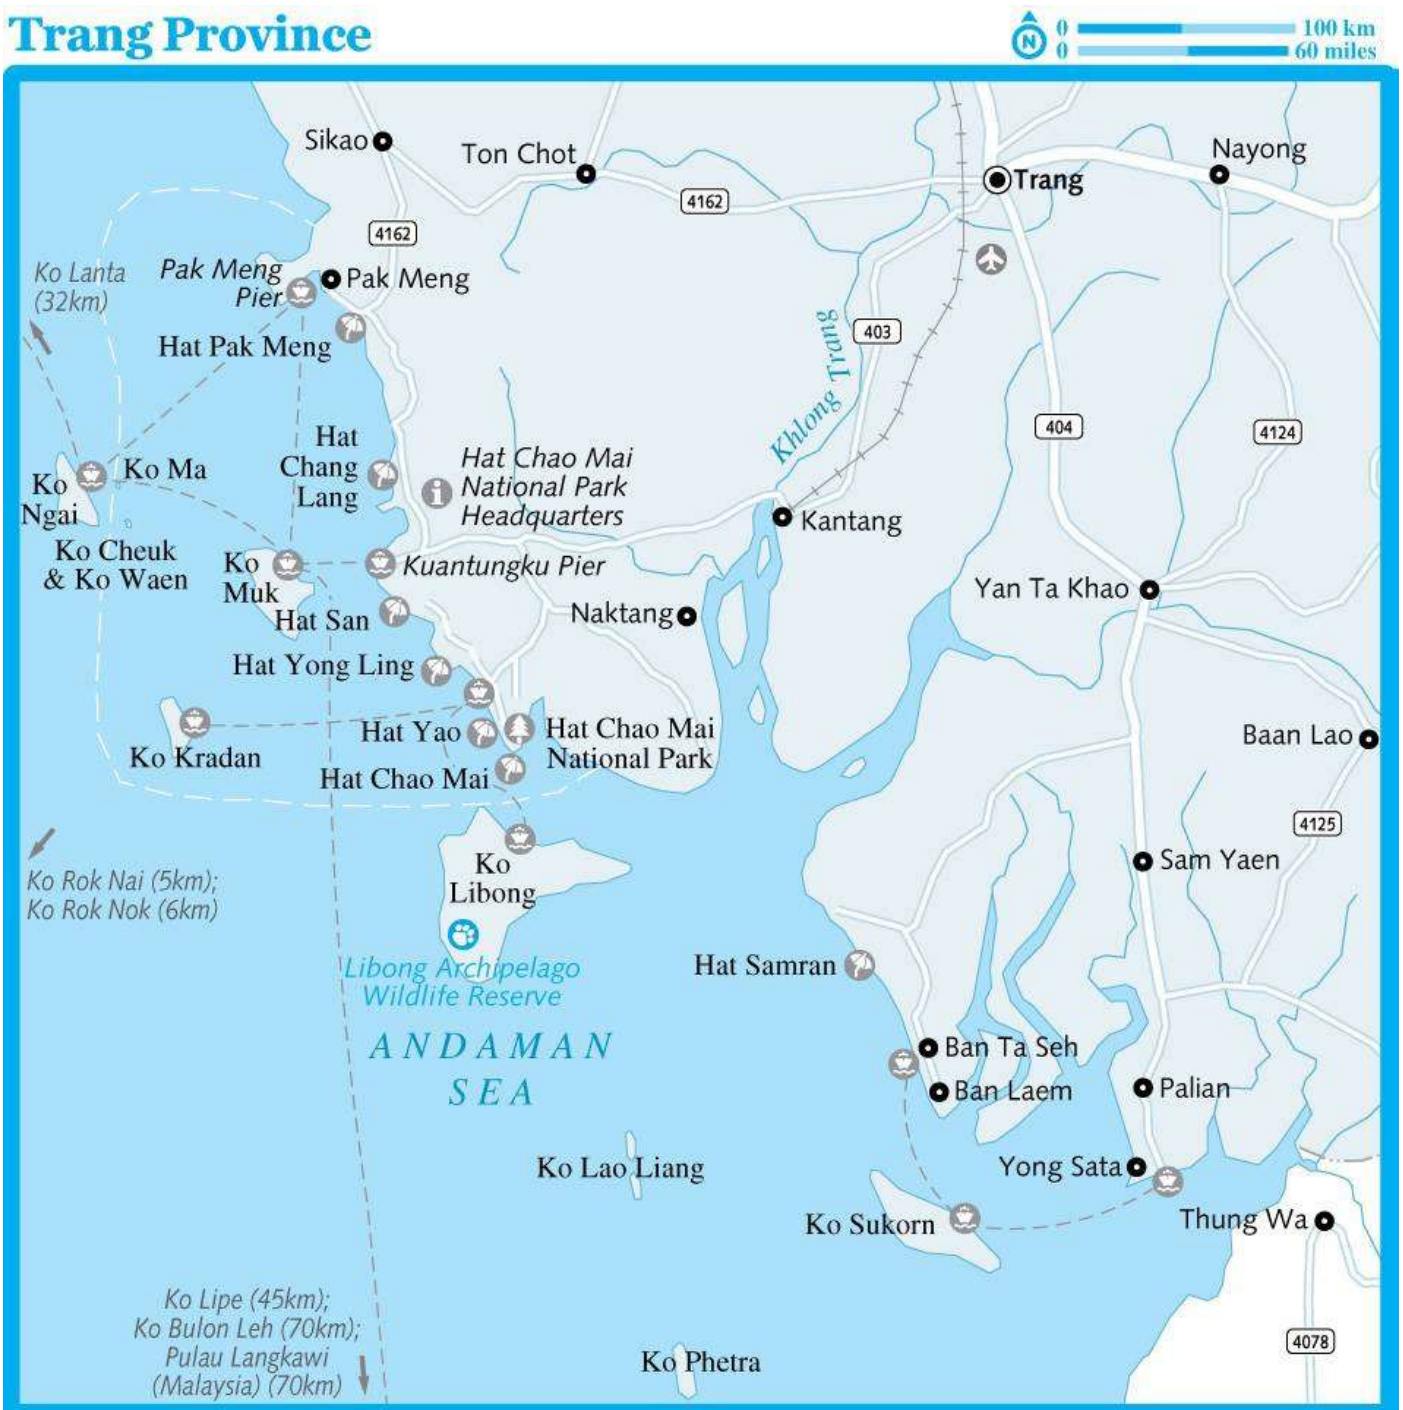 Trang Province
N
0 100 km
0 60 miles
Sikao
Ton Chot
Nayong
Trang
4162
4162
Ko Lanta
(32km)
Pak Meng
Pier
Pak Meng
Hat Pak Meng
403
Khlong Trang
404
4124
Hat
Chang
Lang
Hat Chao Mai
National Park
Headquarters
Ko Ma
Ko
Ngai
Kantang
Ko Cheuk
& Ko Waen
Ko
Muk
Kuantungku Pier
Yan Ta Khao
Hat San
Naktang
Hat Yong Ling
Hat Yao
Hat Chao Mai
National Park
Baan Lao
Ko Kradan
Hat Chao Mai
4125
Ko
Libong
Sam Yaen
Ko Rok Nai (5km);
Ko Rok Nok (6km)
Libong Archipelago
Wildlife Reserve
Hat Samran
ANDAMAN
SEA
Ban Ta Seh
Ban Laem
Palian
Ko Lao Liang
Yong Sata
Ko Sukorn
Thung Wa
Ko Lipe (45km);
Ko Bulon Leh (70km);
Pulau Langkawi
(Malaysia) (70km)
Ko Phetra
4078